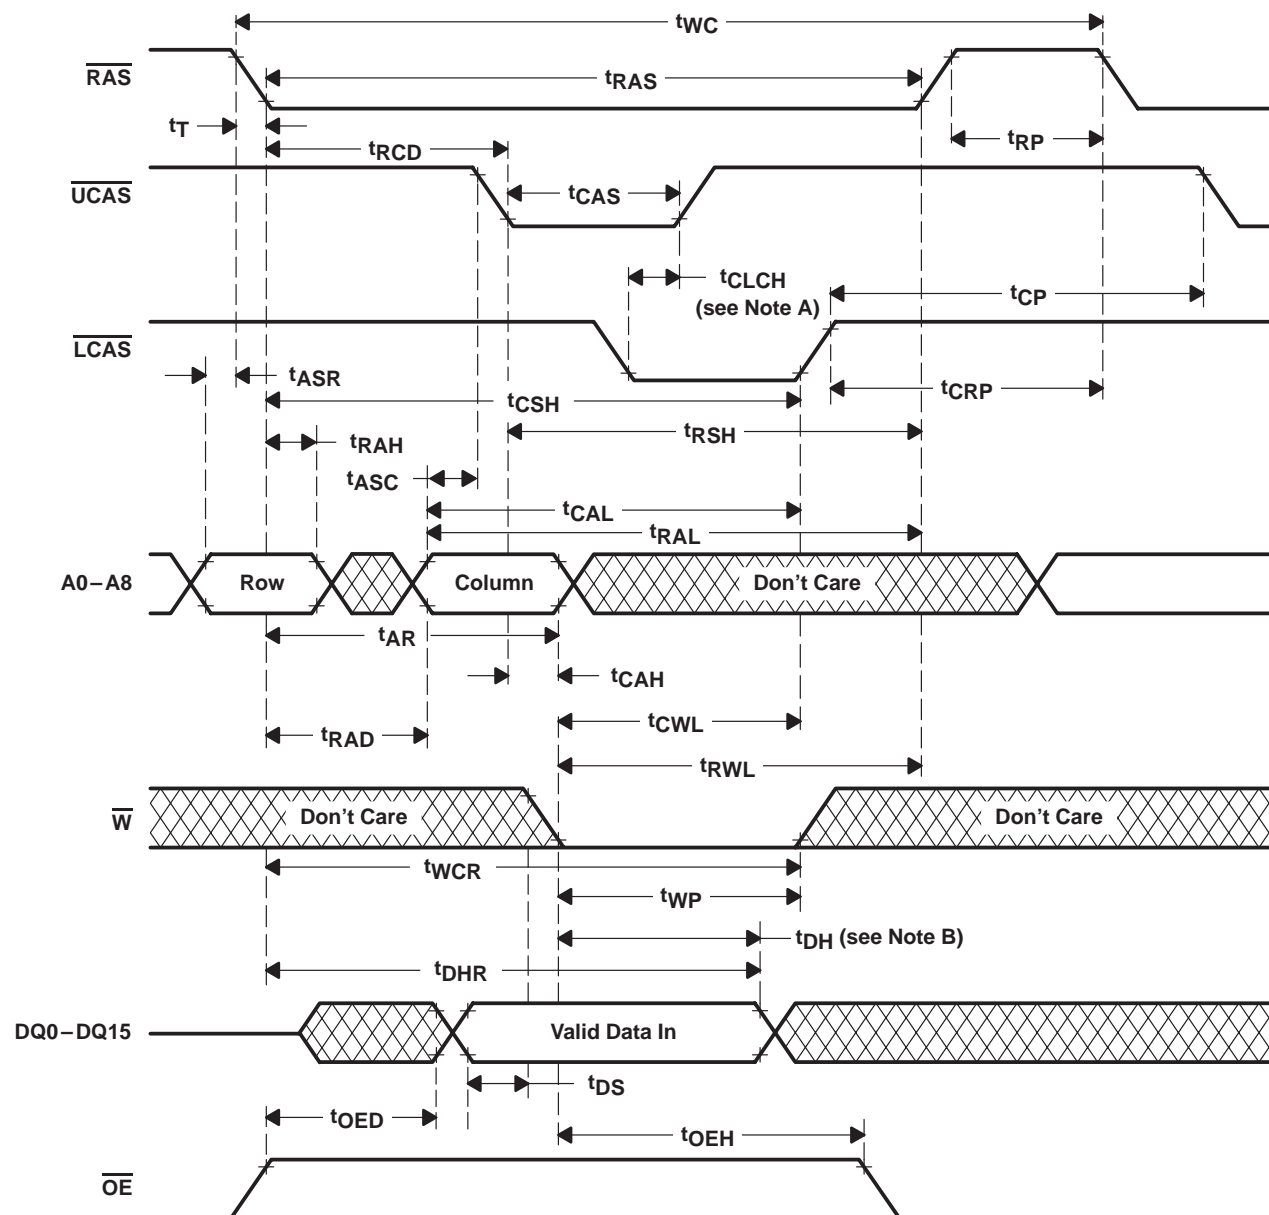 tWC
RAS
tRAS
tT
tRCD
tRP
UCAS
tCAS
tCLCH
(see Note A)
tCP
LCAS
tASR
tCSH
tCRP
tRAH
tRSH
tASC
tCAL
tRAL
A0–A8
Row
Column
Don't Care
tAR
tCAH
tRAD
tCWL
tRWL
W
Don't Care
Don't Care
tWCR
tWP
tDH (see Note B)
tDHR
DQ0–DQ15
Valid Data In
tDS
tOED
tOEH
OE